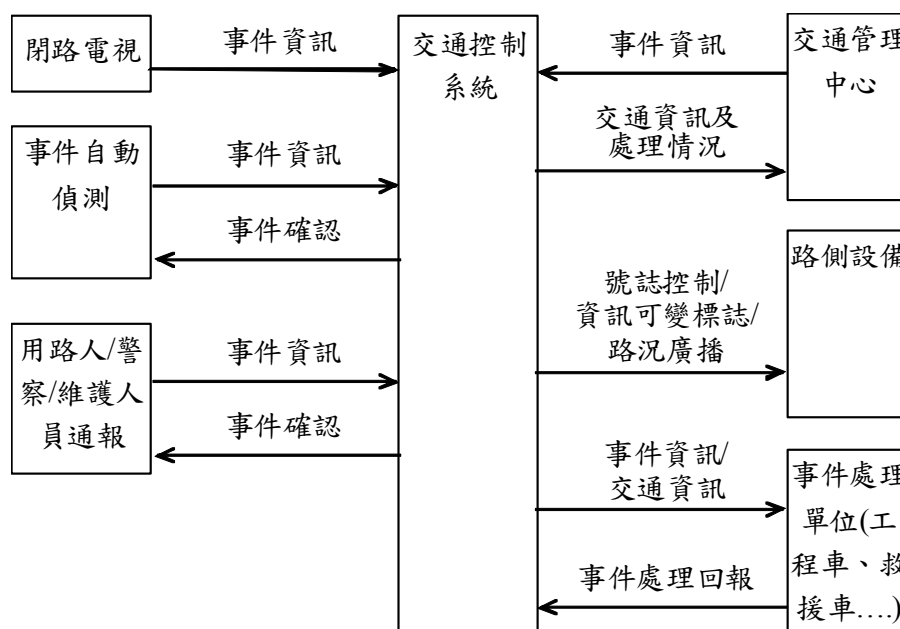 閉路電視
事件資訊
事件自動
偵測
事件資訊
事件確認
用路人/警
察/維護人
員通報
事件資訊
事件確認
交通控制
系統
事件資訊
交通資訊及
處理情況
號誌控制/
資訊可變標誌/
路況廣播
事件資訊/
交通資訊
事件處理回報
交通管理
中心
路側設備
事件處理
單位(工
程車、救
援車....)